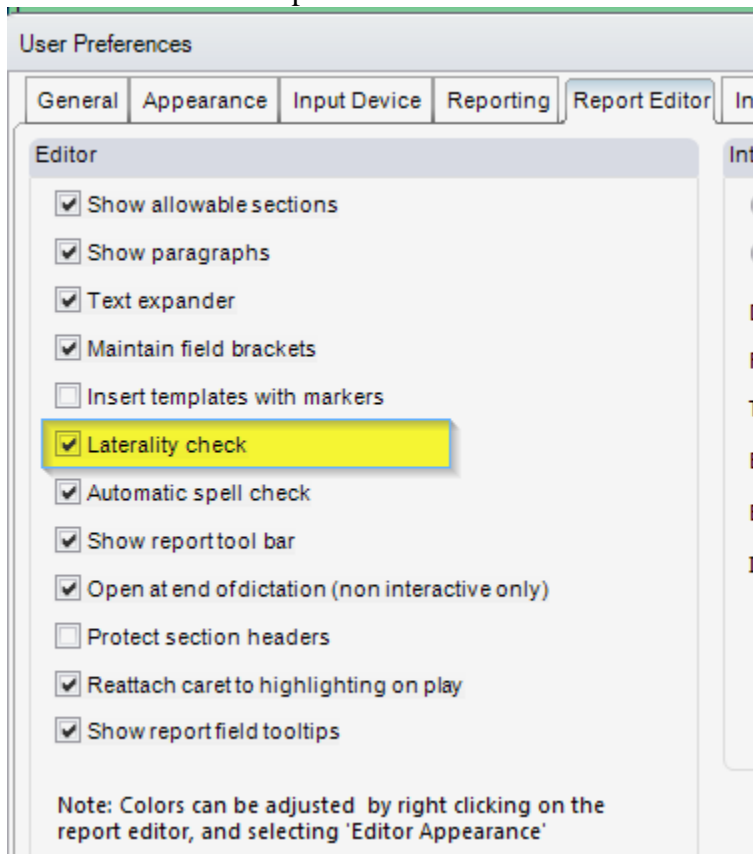 User Preferences
General Appearance Input Device Reporting Report Editor In
Editor Int
Show allowable sections
Show paragraphs
Text expander
Maintain field brackets
Insert templates with markers
Laterality check
Automatic spell check
Show report tool bar
Open at end of dictation (non interactive only)
Protect section headers
Reattach caret to highlighting on play
Show report field tooltips
Note: Colors can be adjusted by right clicking on the
report editor, and selecting 'Editor Appearance'